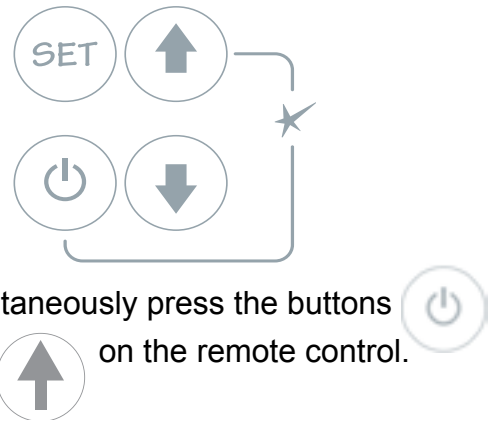 SET
taneously press the buttons
on the remote control.